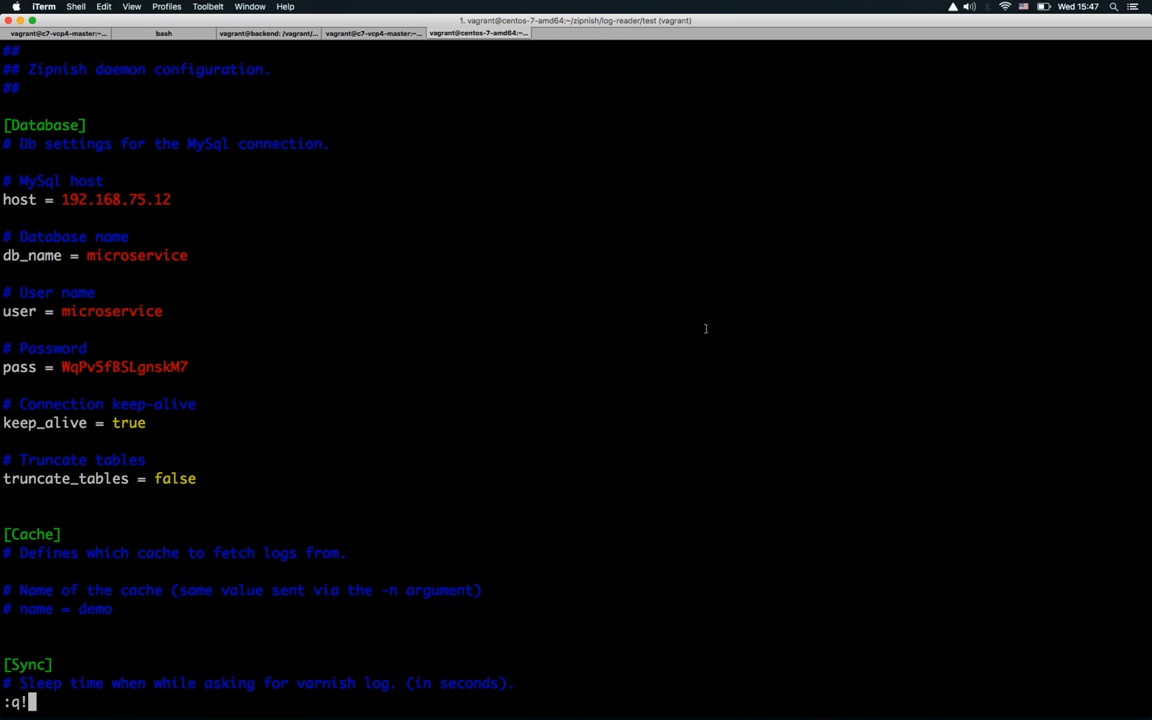 iTerm Shell Edit View Profiles Toolbelt Window Help Wed 15:47
1. vagrant@centos-7-amd64:~/zipnish/log-reader/test (vagrant)
vagrant@c7-vcp4-master:~... bash vagrant@backend: /vagrant/... vagrant@c7-vcp4-master:~... vagrant@centos-7-amd64:~...
##
## Zipnish daemon configuration.
##
[Database]
# Db settings for the MySql connection.
# MySql host
host = 192.168.75.12
# Database name
db_name = microservice
# User name
user = microservice
# Password
pass = WqPv5fBSLgnskM7
# Connection keep-alive
keep_alive = true
# Truncate tables
truncate_tables = false
[Cache]
# Defines which cache to fetch logs from.
# Name of the cache (same value sent via the -n argument)
# name = demo
[Sync]
# Sleep time when while asking for varnish log. (in seconds).
:q!